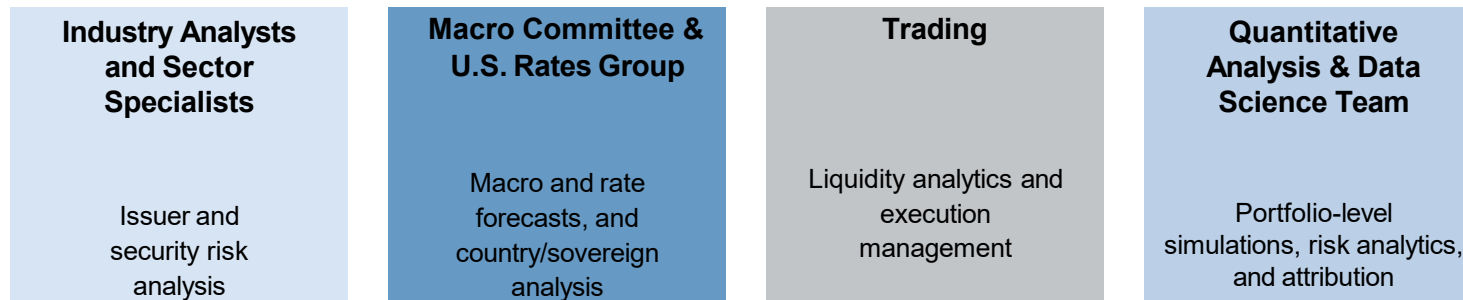 Industry Analysts
and Sector
Specialists
Issuer and
security risk
analysis
Macro Committee &
U.S. Rates Group
Macro and rate
forecasts, and
country/sovereign
analysis
Trading
Liquidity analytics and
execution
management
Quantitative
Analysis & Data
Science Team
Portfolio-level
simulations, risk analytics,
and attribution